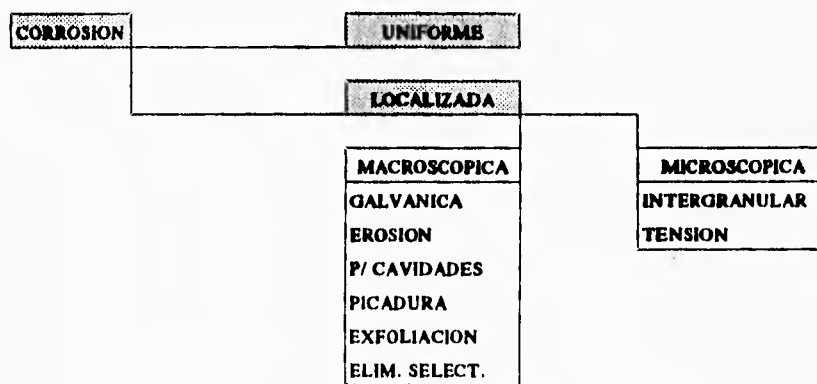 CORROSION
UNIFORME
LOCALIZADA
MACROSCOPICA
GALVANICA
EROSION
P/ CAVIDADES
PICADURA
EXFOLIACION
ELIM. SELECT.
MICROSCOPICA
INTERGRANULAR
TENSION